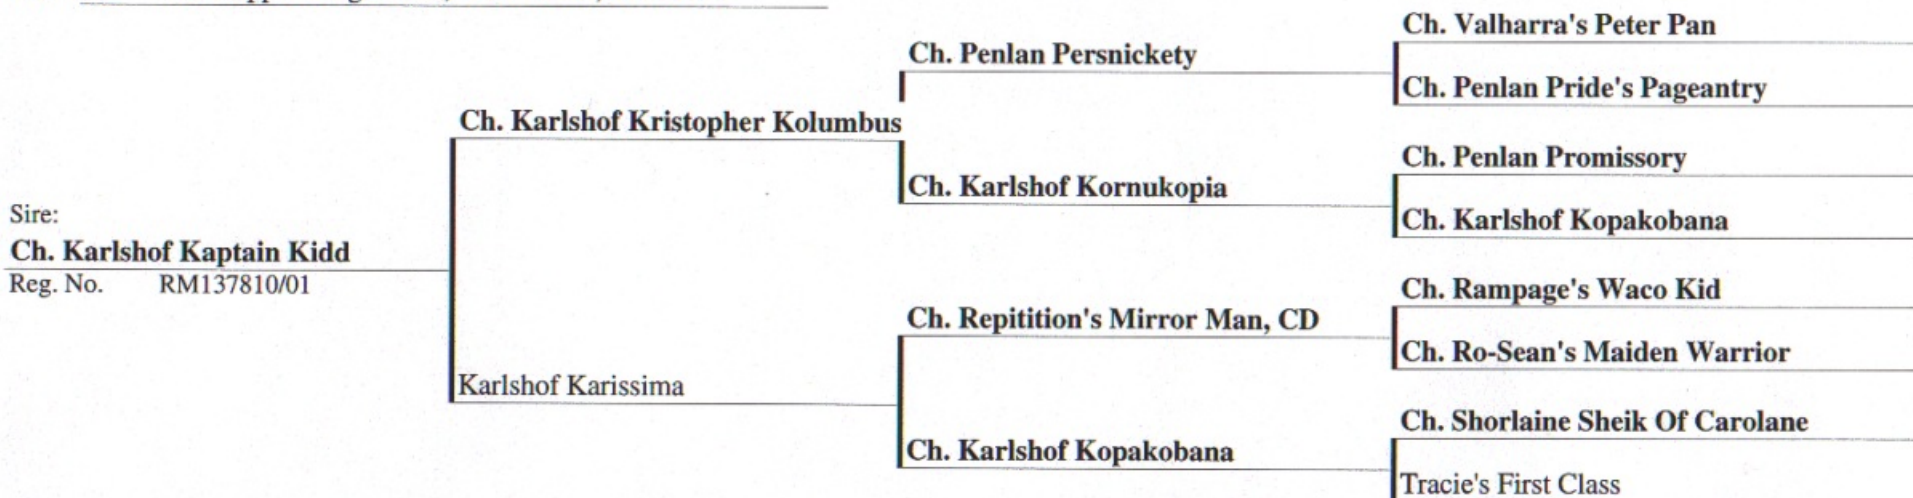 Ch. Valharra's Peter Pan
Ch. Penlan Persnickety
Ch. Penlan Pride's Pageantry
Ch. Karlshof Kristopher Kolumbus
Ch. Penlan Promissory
Ch. Karlshof Kornukopia
Ch. Karlshof Kopakobana
Sire:
Ch. Karlshof Kaptain Kidd
Reg. No. RM137810/01
Ch. Rampage's Waco Kid
Ch. Repitition's Mirror Man, CD
Ch. Ro-Sean's Maiden Warrior
Karlshof Karissima
Ch. Shorlaine Sheik Of Carolane
Ch. Karlshof Kopakobana
Tracie's First Class